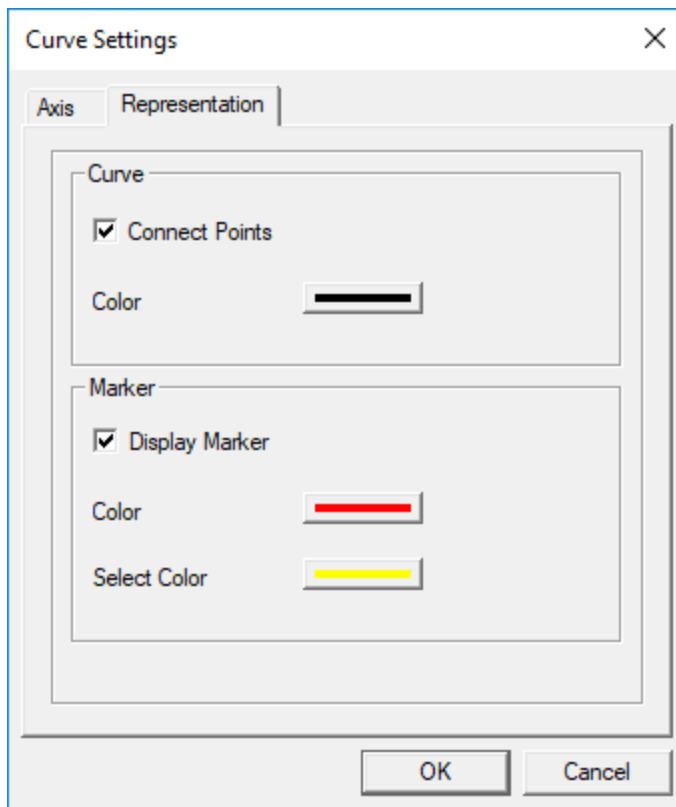 Curve Settings
Axis
Representation
Curve
Connect Points
Color
Marker
Display Marker
Color
Select Color
OK
Cancel